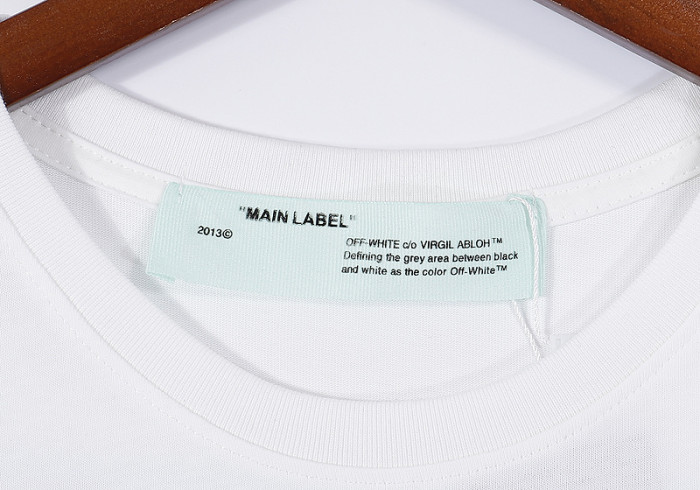 "MAIN LABEL"
2013©
OFF-WHITE c/o VIRGIL ABLOH™
Defining the grey area between black
and white as the color Off-White™